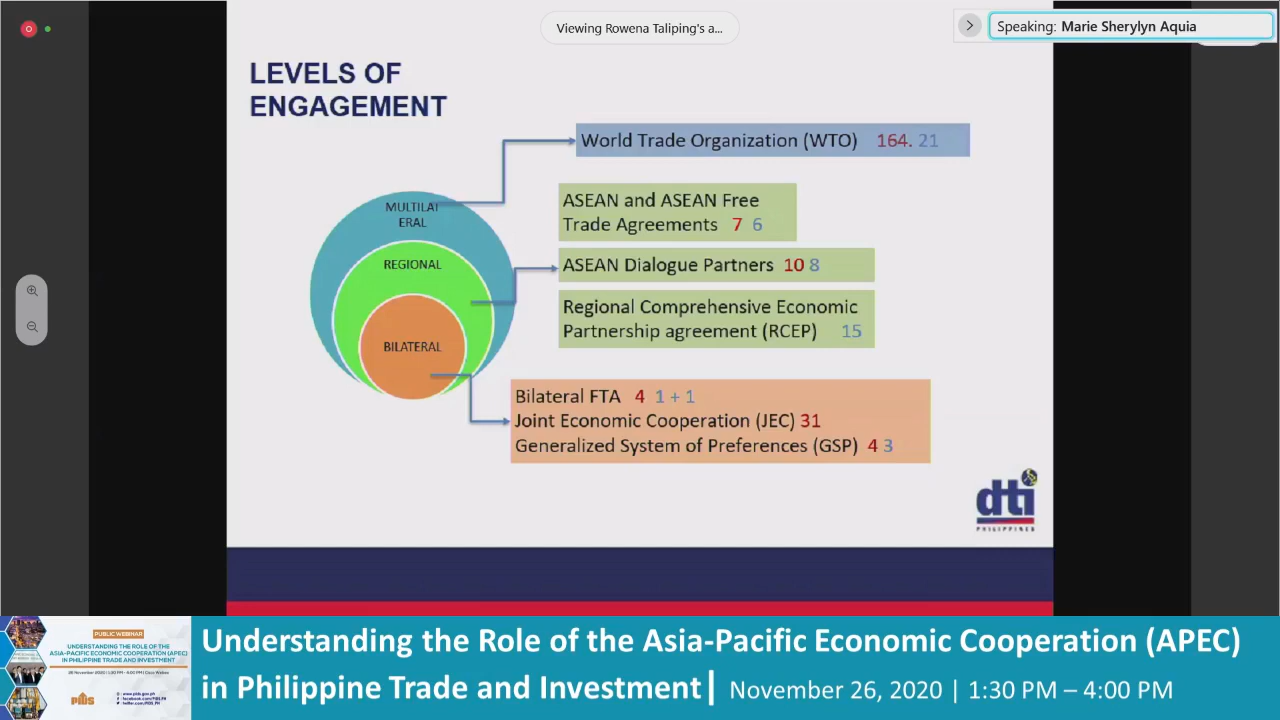 Viewing Rowena Taliping's a...
Speaking: Marie Sherylyn Aquia
LEVELS OF
ENGAGEMENT
World Trade Organization (WTO) 164. 21
MULTILAT
ERAL
ASEAN and ASEAN Free
Trade Agreements 7 6
REGIONAL
ASEAN Dialogue Partners 10 8
Regional Comprehensive Economic
Partnership agreement (RCEP) 15
BILATERAL
Bilateral FTA 4 1 + 1
Joint Economic Cooperation (JEC) 31
Generalized System of Preferences (GSP) 4 3
dti
PHILIPPINES
PUBLIC WEBINAR
UNDERSTANDING THE ROLE OF THE
ASIA-PACIFIC ECONOMIC COOPERATION (APEC)
IN PHILIPPINE TRADE AND INVESTMENT
Understanding the Role of the Asia-Pacific Economic Cooperation (APEC)
in Philippine Trade and Investment| November 26, 2020 | 1:30 PM – 4:00 PM